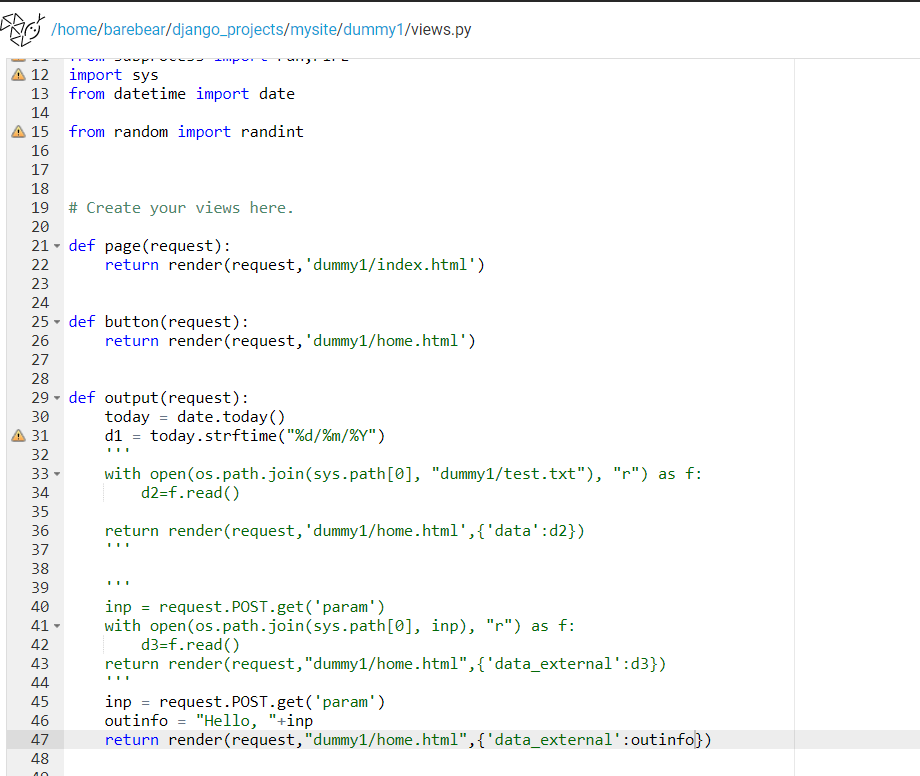 /home/barebear/django_projects/mysite/dummy1/views.py
11 from subprocess import run,PIPE
12 import sys
13 from datetime import date
14
15 from random import randint
16
17
18
19 # Create your views here.
20
21 def page(request):
22     return render(request,'dummy1/index.html')
23
24
25 def button(request):
26     return render(request,'dummy1/home.html')
27
28
29 def output(request):
30     today = date.today()
31     d1 = today.strftime("%d/%m/%Y")
32     '''
33     with open(os.path.join(sys.path[0], "dummy1/test.txt"), "r") as f:
34         d2=f.read()
35
36     return render(request,'dummy1/home.html',{'data':d2})
37     '''
38
39     '''
40     inp = request.POST.get('param')
41     with open(os.path.join(sys.path[0], inp), "r") as f:
42         d3=f.read()
43     return render(request,"dummy1/home.html",{'data_external':d3})
44     '''
45     inp = request.POST.get('param')
46     outinfo = "Hello, "+inp
47     return render(request,"dummy1/home.html",{'data_external':outinfo})
48
49